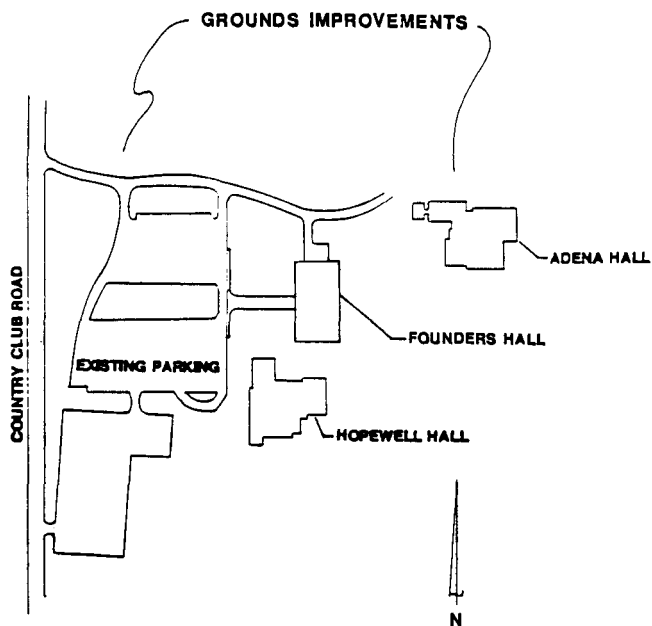 GROUNDS IMPROVEMENTS
ADENA HALL
FOUNDERS HALL
COUNTRY CLUB ROAD
EXISTING PARKING
HOPEWELL HALL
N